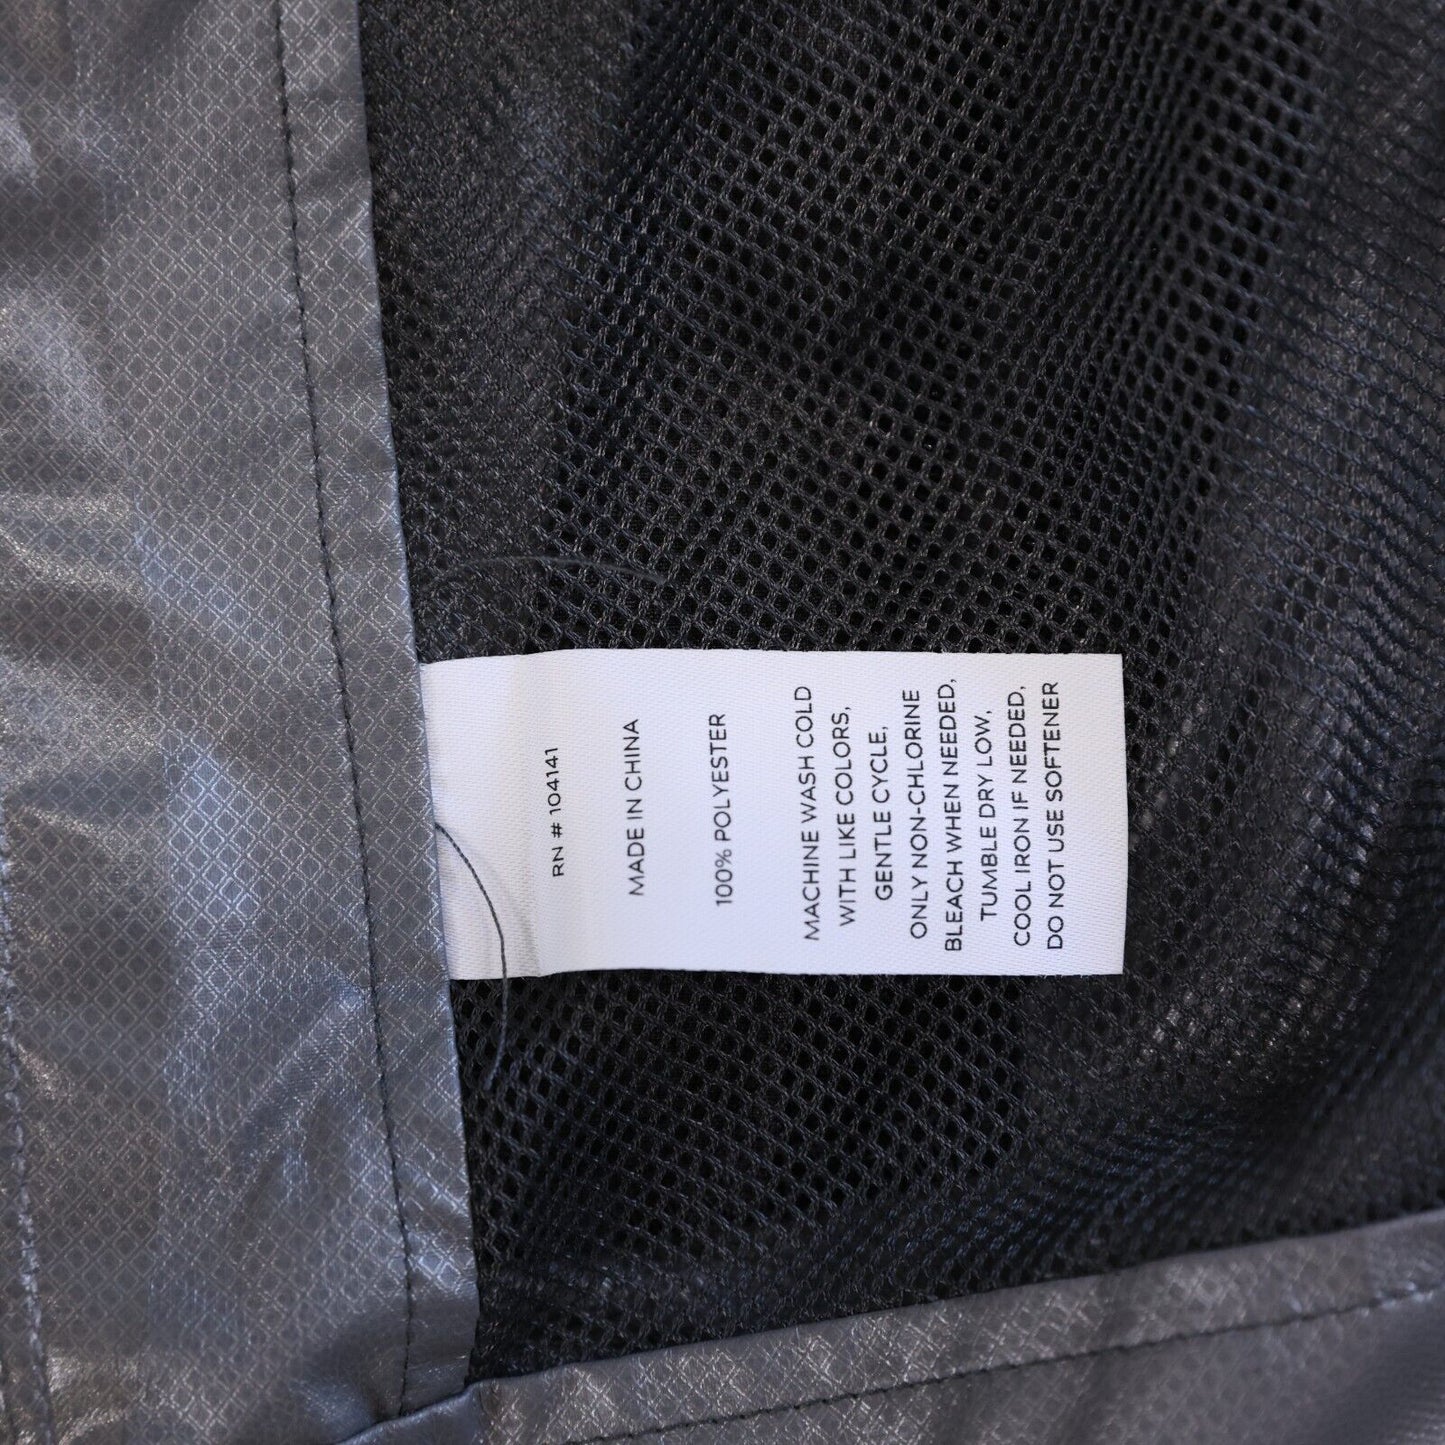 RN # 104141
MADE IN CHINA
100% POLYESTER
MACHINE WASH COLD
WITH LIKE COLORS,
GENTLE CYCLE,
ONLY NON-CHLORINE
BLEACH WHEN NEEDED,
TUMBLE DRY LOW,
COOL IRON IF NEEDED,
DO NOT USE SOFTENER